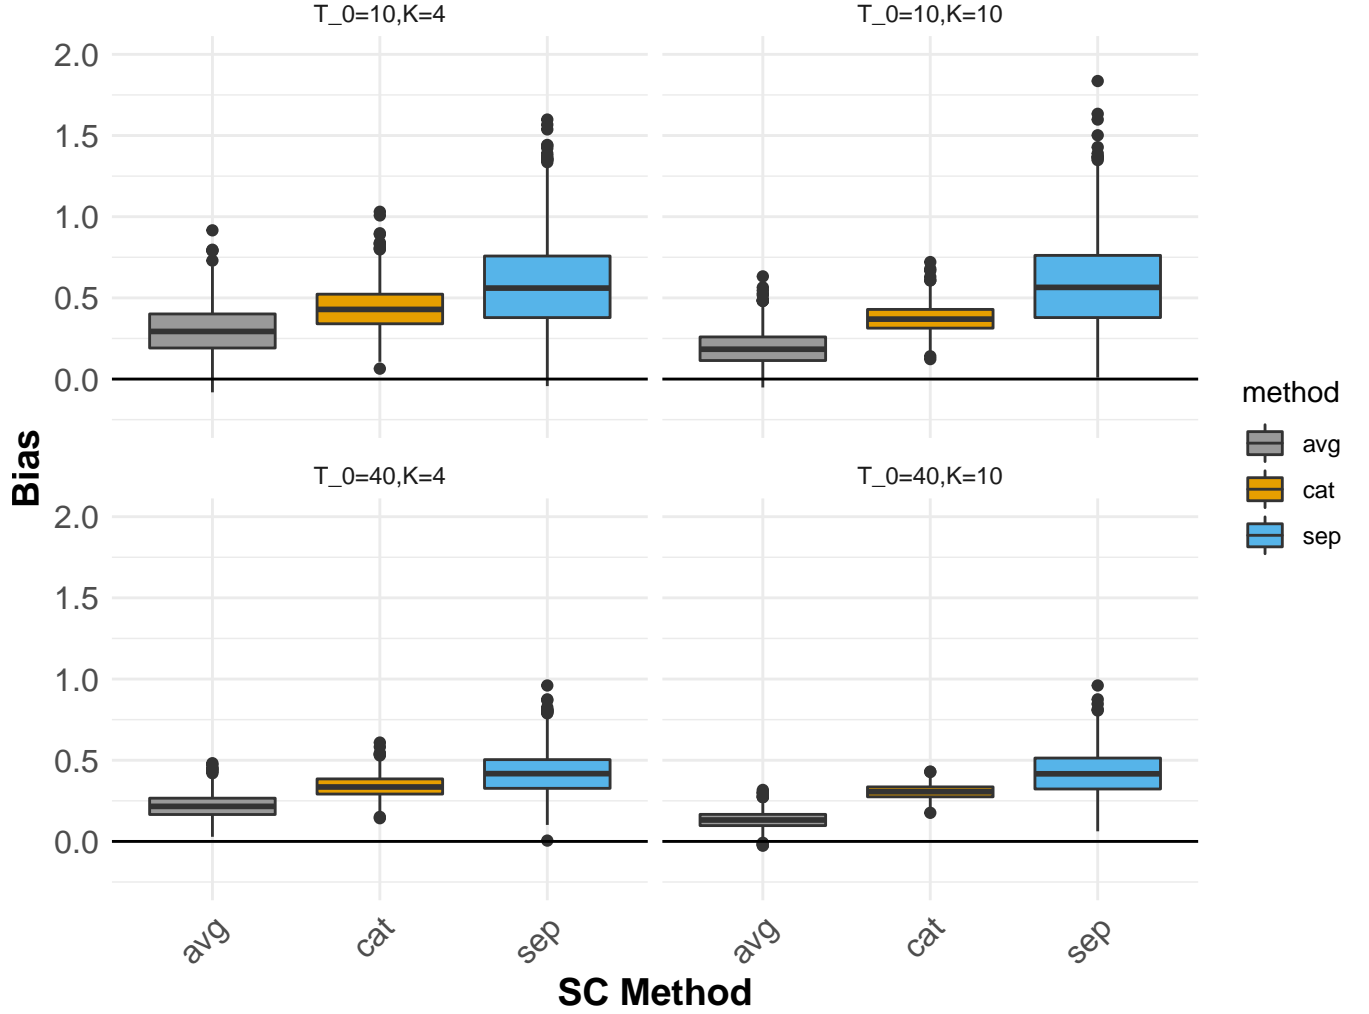 T_0=10,K=4
T_0=10,K=10
2.0
1.5
1.0
0.5
0.0
T_0=40,K=4
T_0=40,K=10
2.0
1.5
1.0
0.5
0.0
Bias
avg
cat
sep
avg
cat
sep
SC Method
method
avg
cat
sep